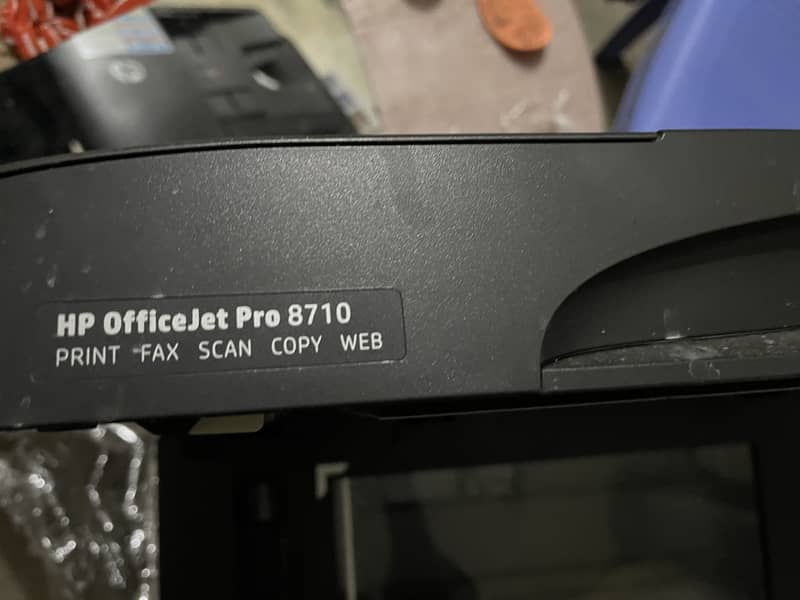 HP OfficeJet Pro 8710
PRINT FAX SCAN COPY WEB